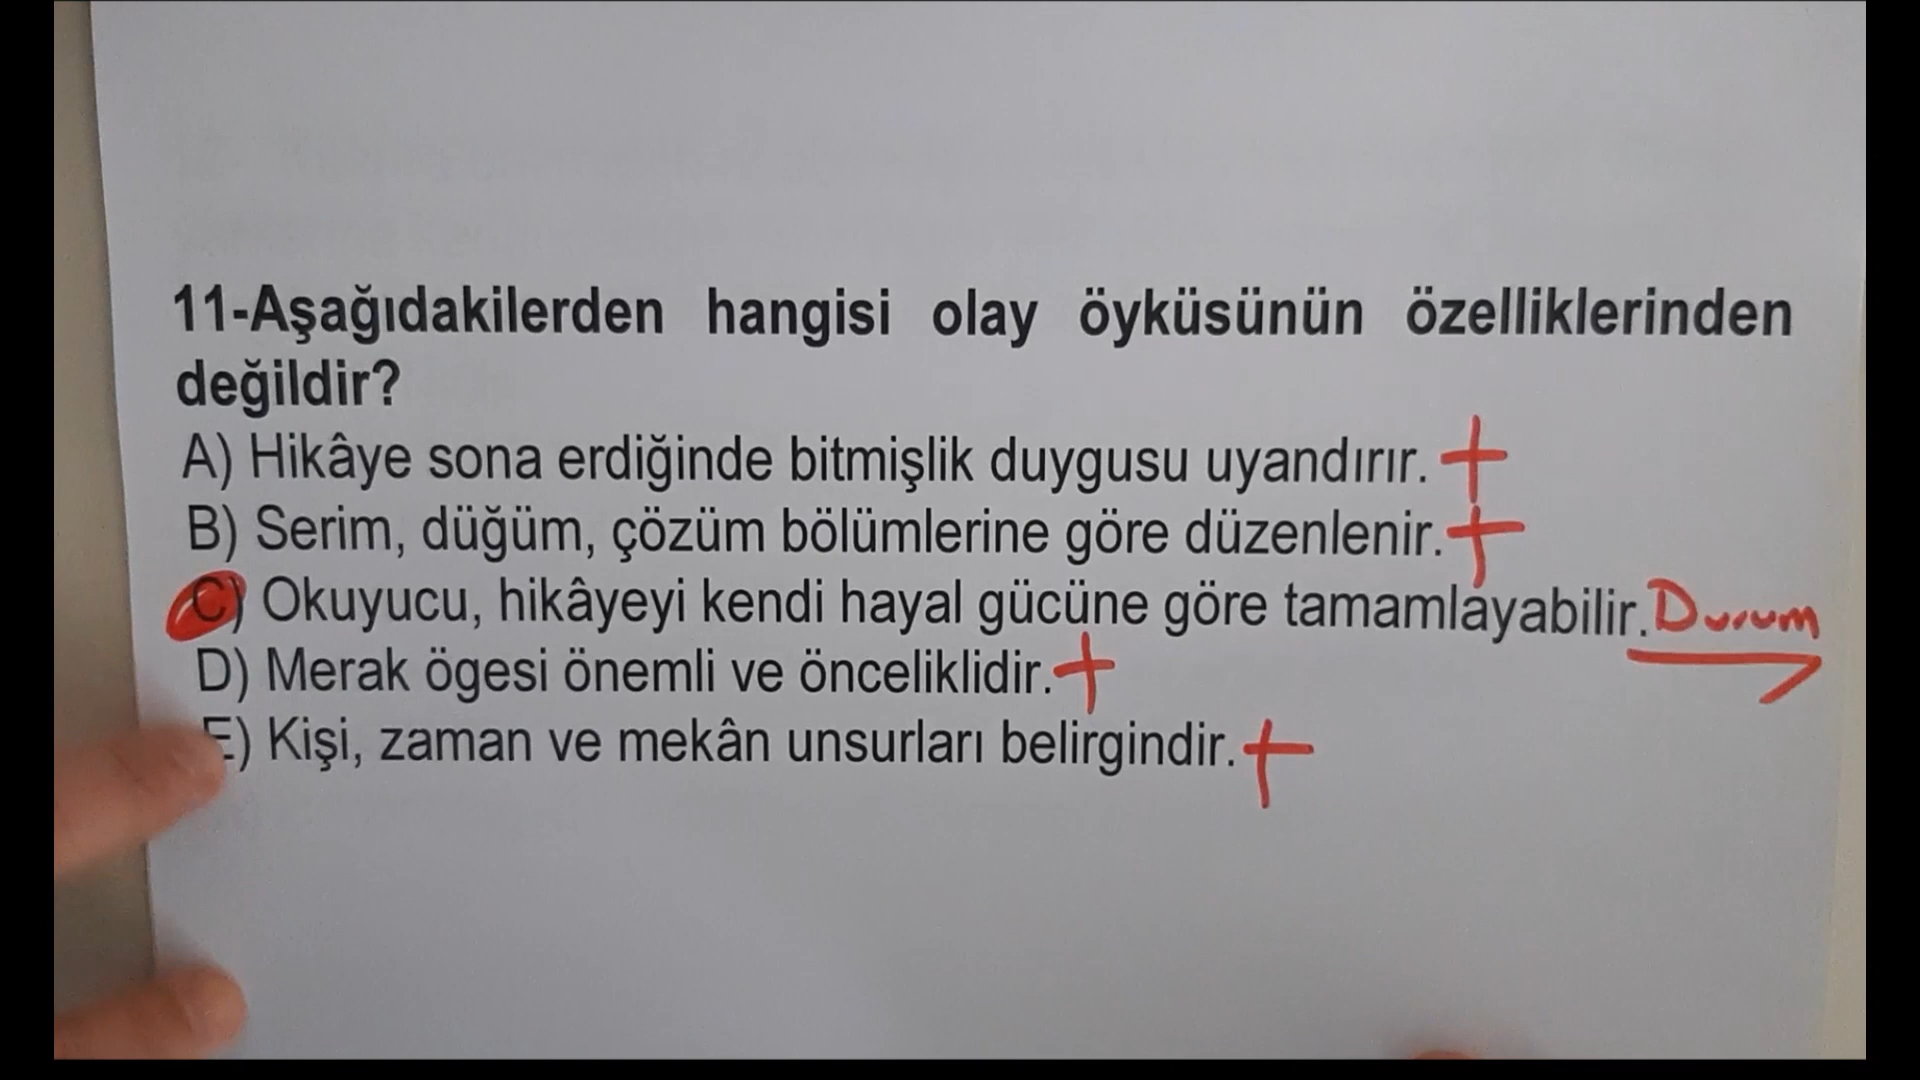 11-Aşağıdakilerden hangisi olay öyküsünün özelliklerinden
değildir?
A) Hikâye sona erdiğinde bitmişlik duygusu uyandırır. +
B) Serim, düğüm, çözüm bölümlerine göre düzenlenir. +
C) Okuyucu, hikâyeyi kendi hayal gücüne göre tamamlayabilir. Durum
D) Merak ögesi önemli ve önceliklidir. +
E) Kişi, zaman ve mekân unsurları belirgindir. +